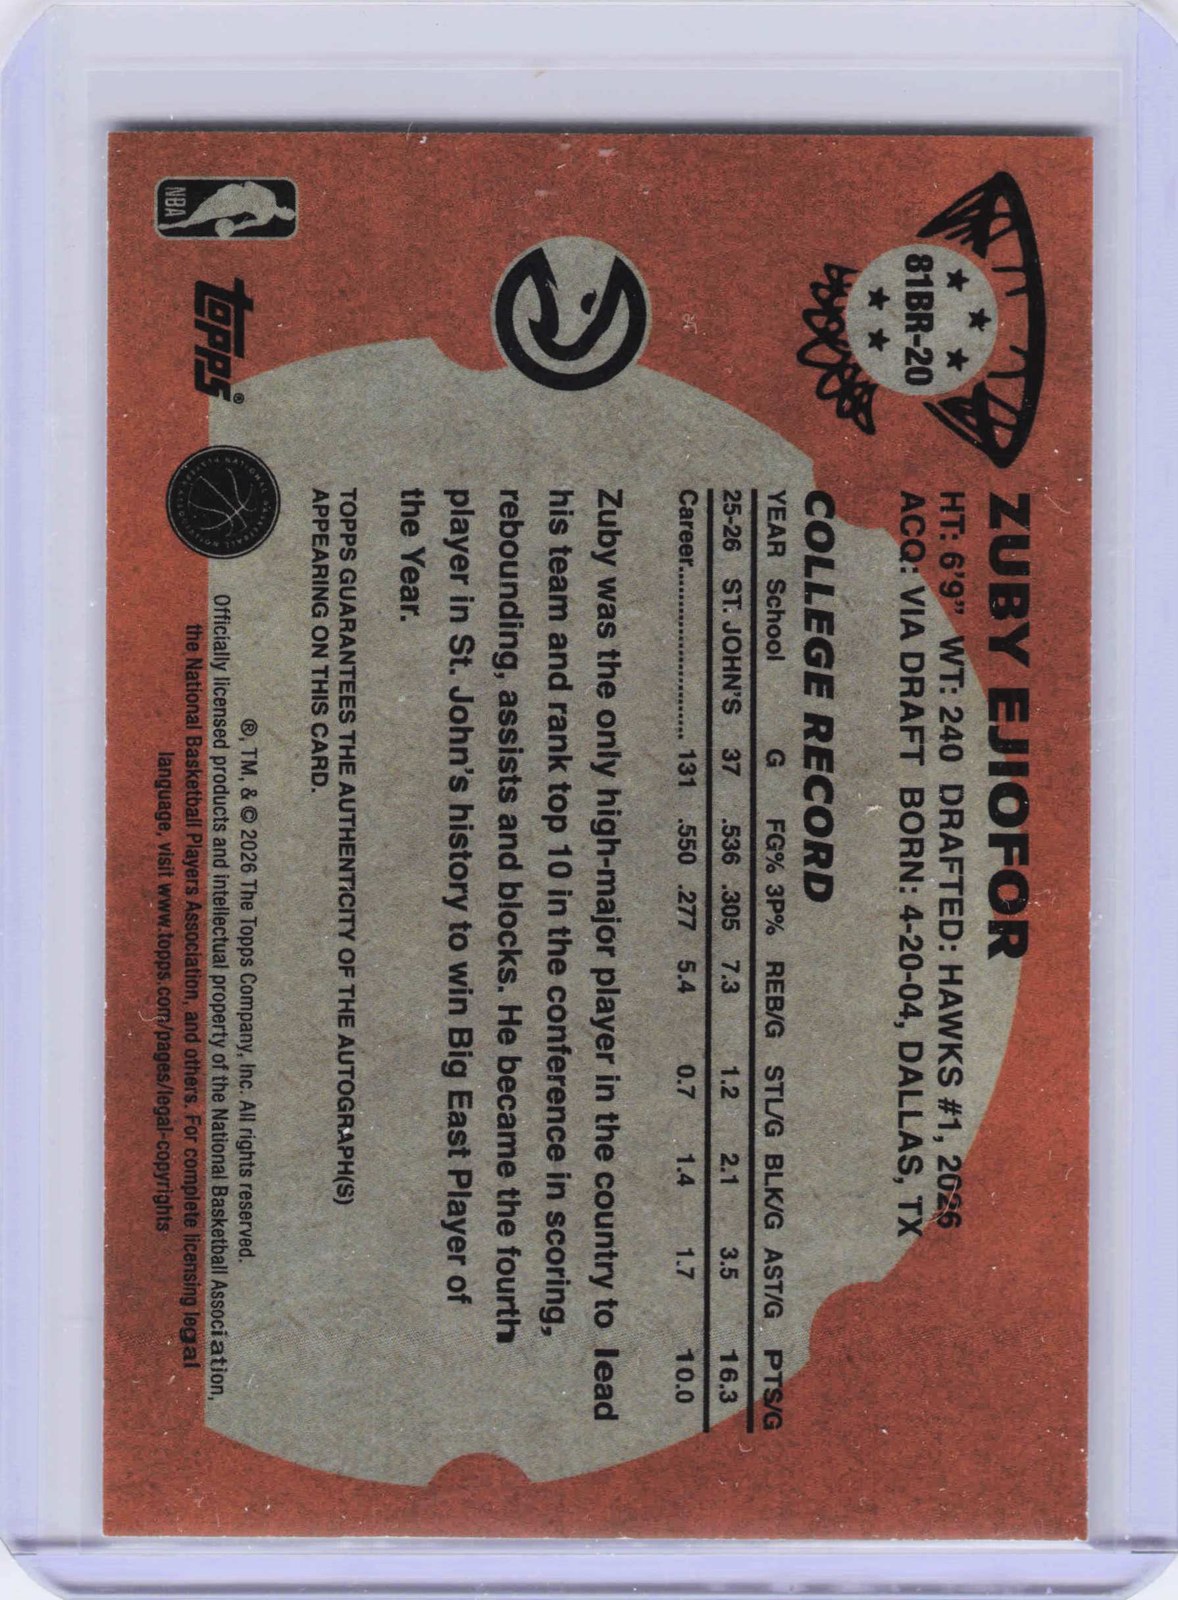 81BR-20
ZUBY EJIOFOR
HT: 6'9" WT: 240 DRAFTED: HAWKS #1, 2026
ACQ: VIA DRAFT BORN: 4-20-04, DALLAS, TX
COLLEGE RECORD
YEAR School G FG% 3P% REB/G STL/G BLK/G AST/G PTS/G
25-26 ST. JOHN'S 37 .536 .305 7.3 1.2 2.1 3.5 16.3
Career................... 131 .550 .277 5.4 0.7 1.4 1.7 10.0
Zuby was the only high-major player in the country to lead
his team and rank top 10 in the conference in scoring,
rebounding, assists and blocks. He became the fourth
player in St. John's history to win Big East Player of
the Year.
TOPPS GUARANTEES THE AUTHENTICITY OF THE AUTOGRAPH(S)
APPEARING ON THIS CARD.
NBA
topps®
®, TM, & © 2026 The Topps Company, Inc. All rights reserved.
Officially licensed products and intellectual property of the National Basketball Association,
the National Basketball Players Association, and others. For complete licensing legal
language, visit www.topps.com/pages/legal-copyrights